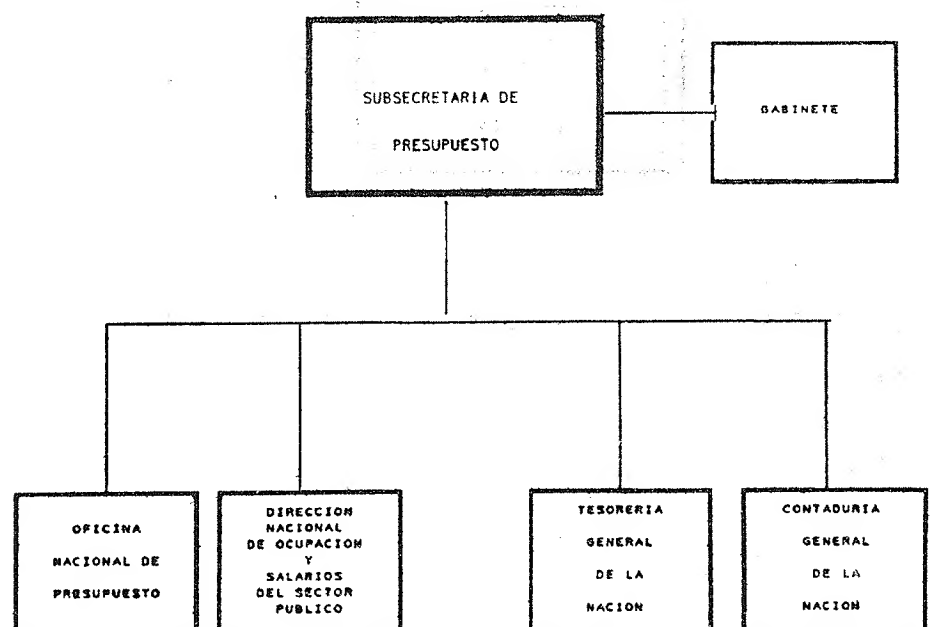 SUBSECRETARIA DE
PRESUPUESTO
GABINETE
OFICINA
NACIONAL DE
PRESUPUESTO
DIRECCION
NACIONAL
DE OCUPACION
Y
SALARIOS
DEL SECTOR
PUBLICO
TESORERIA
GENERAL
DE LA
NACION
CONTADURIA
GENERAL
DE LA
NACION